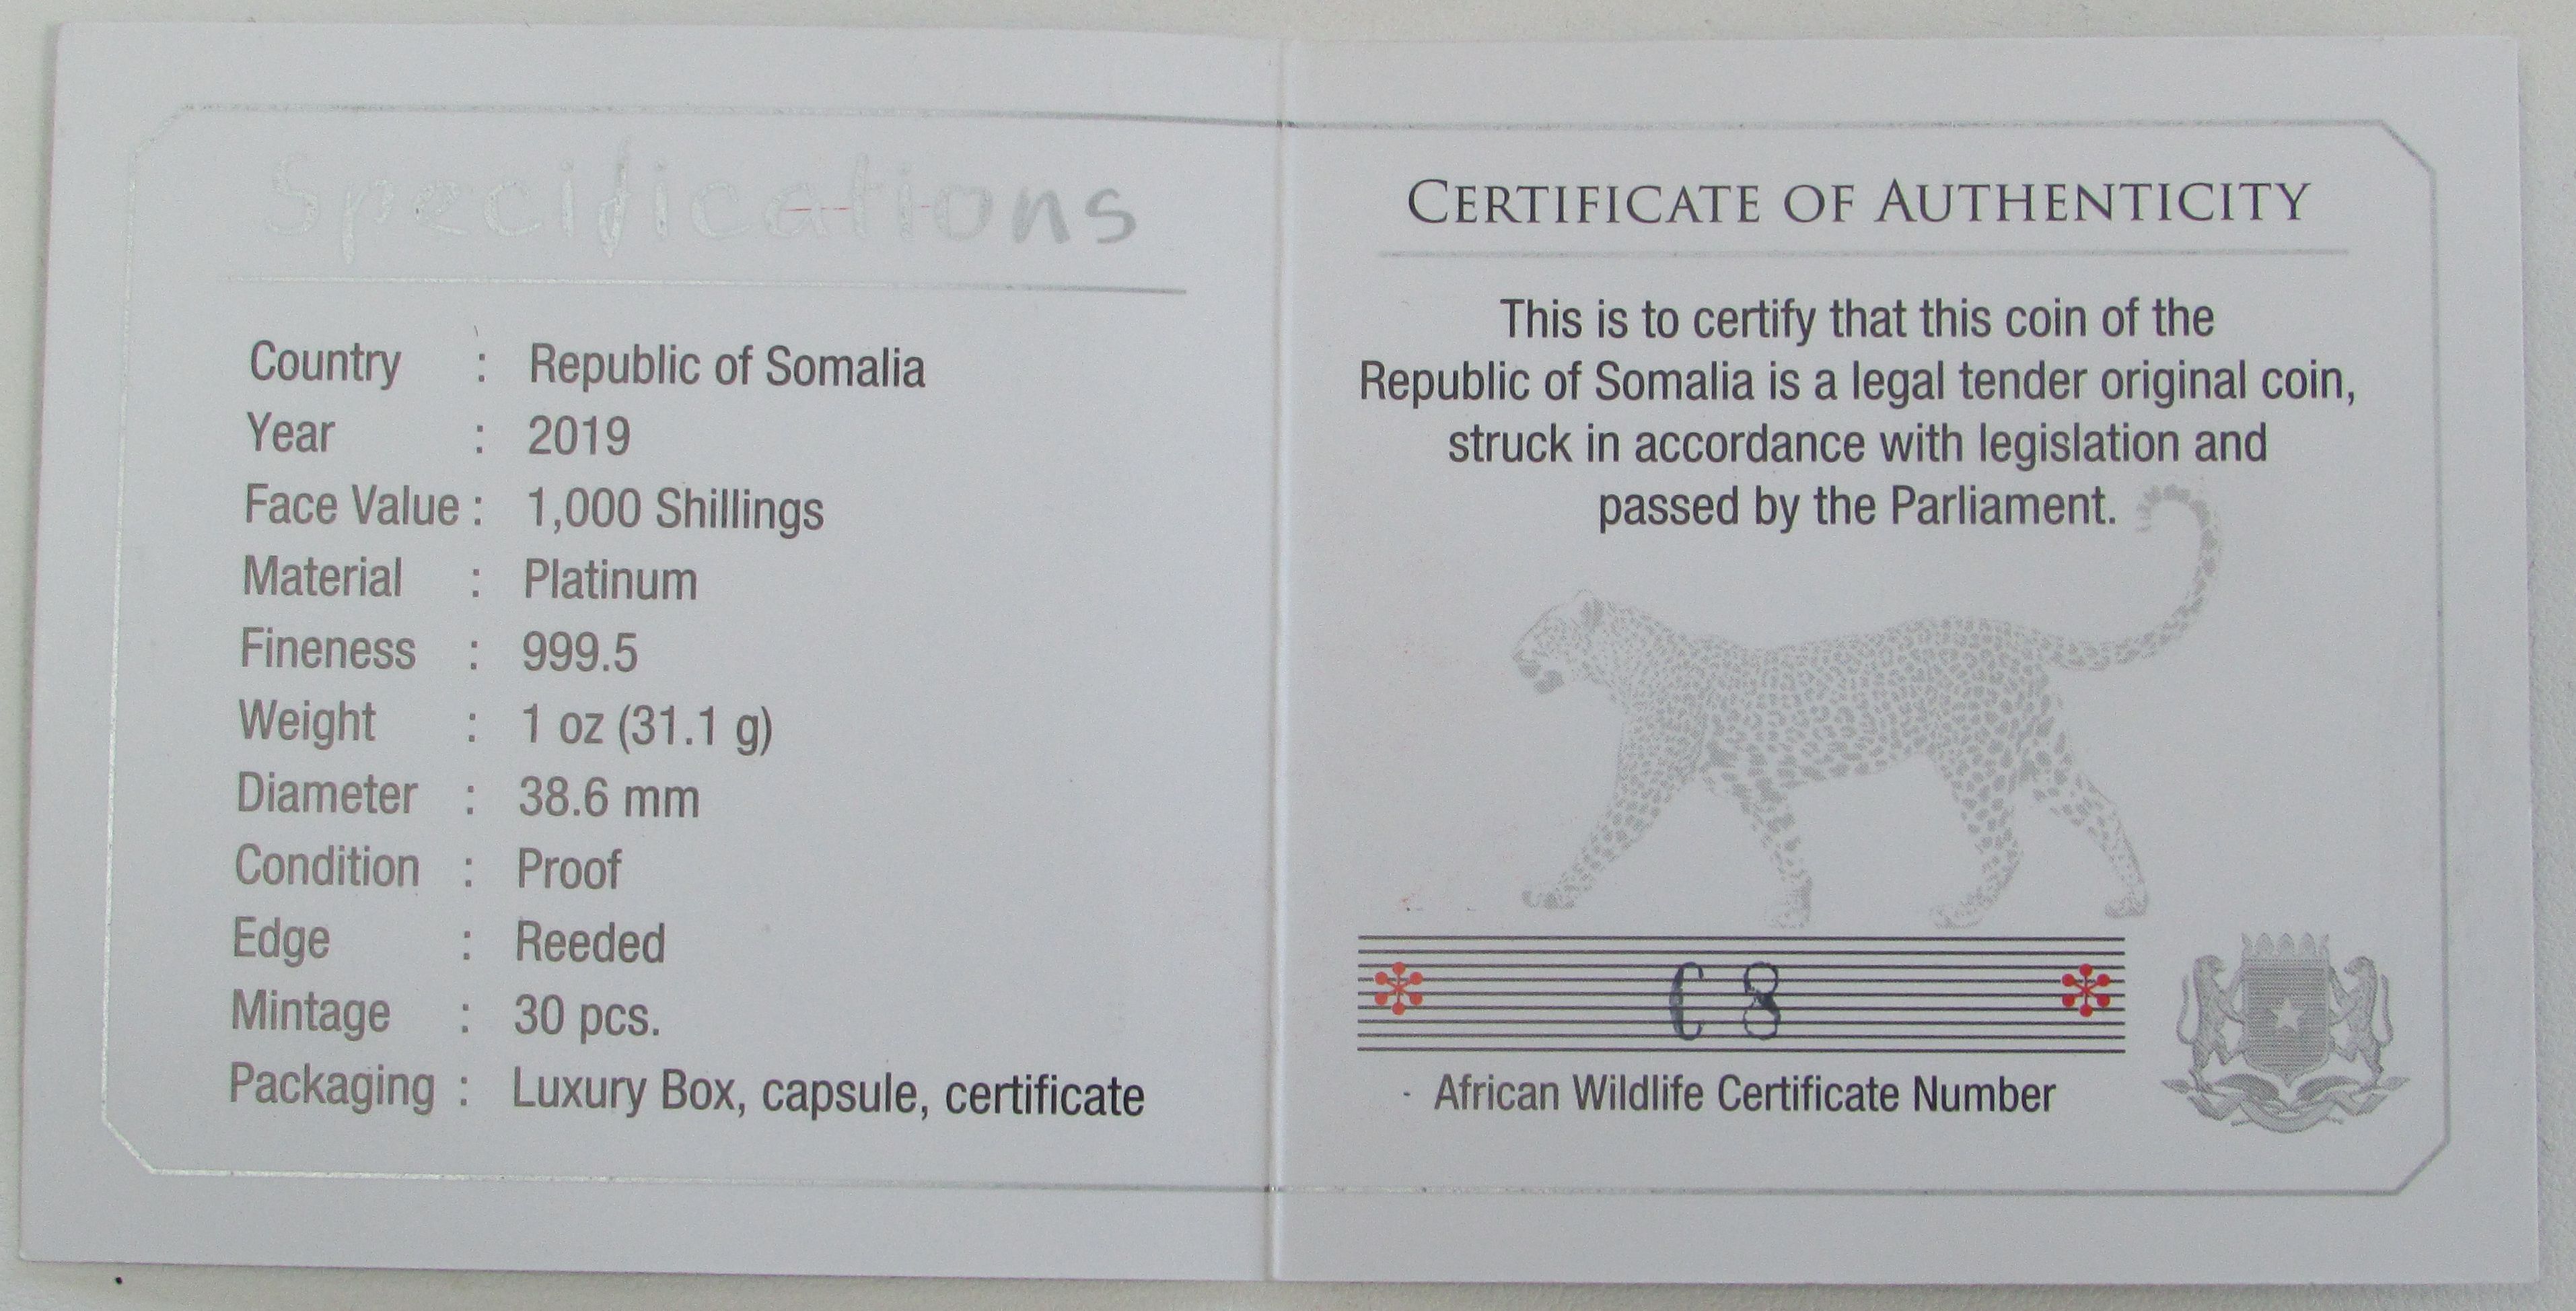 Specifications
Country : Republic of Somalia
Year : 2019
Face Value : 1,000 Shillings
Material : Platinum
Fineness : 999.5
Weight : 1 oz (31.1 g)
Diameter : 38.6 mm
Condition : Proof
Edge : Reeded
Mintage : 30 pcs.
Packaging : Luxury Box, capsule, certificate
CERTIFICATE OF AUTHENTICITY
This is to certify that this coin of the
Republic of Somalia is a legal tender original coin,
struck in accordance with legislation and
passed by the Parliament.
C 8
African Wildlife Certificate Number